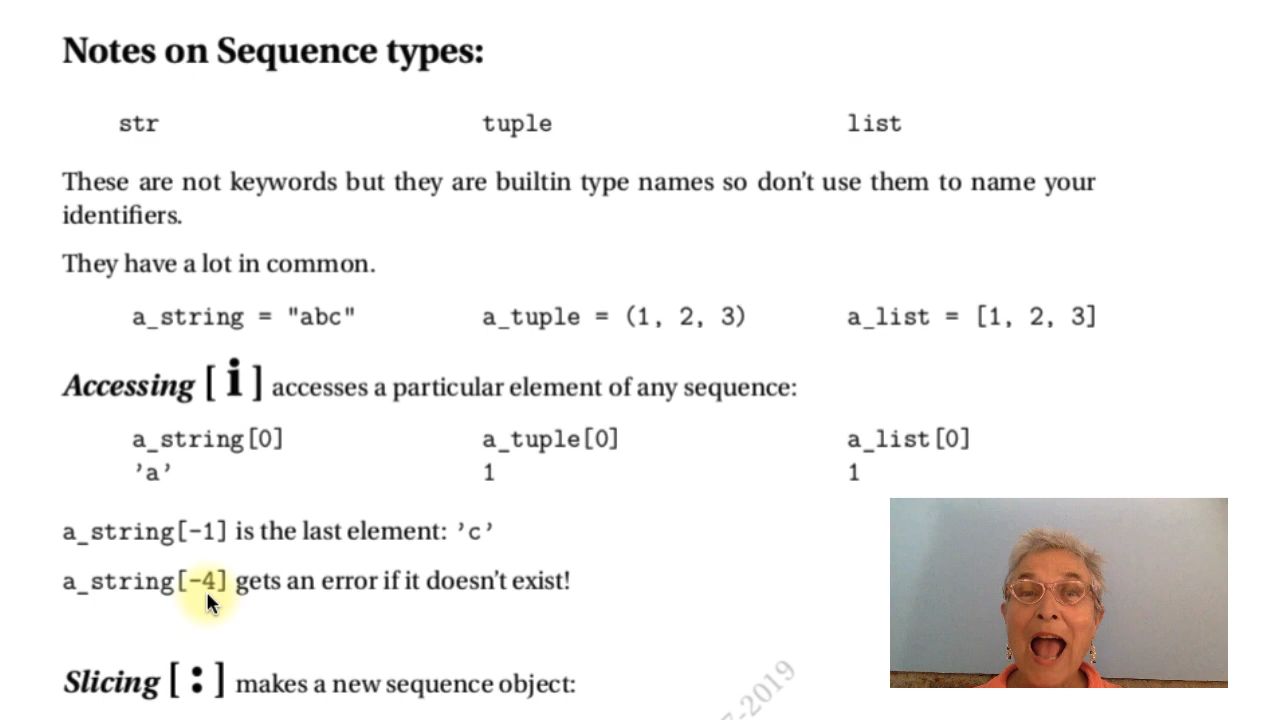 Notes on Sequence types:
str tuple list
These are not keywords but they are builtin type names so don't use them to name your
identifiers.
They have a lot in common.
a_string = "abc" a_tuple = (1, 2, 3) a_list = [1, 2, 3]
Accessing [i] accesses a particular element of any sequence:
a_string[0] a_tuple[0] a_list[0]
'a' 1 1
a_string[-1] is the last element: 'c'
a_string[-4] gets an error if it doesn't exist!
Slicing [:] makes a new sequence object:
-2019